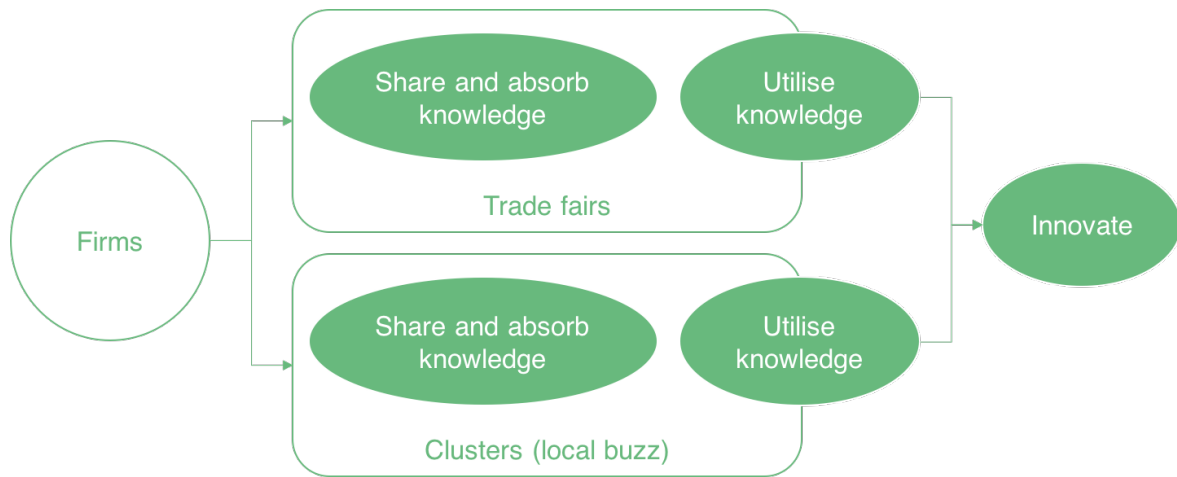 Share and absorb
knowledge
Utilise
knowledge
Trade fairs
Firms
Innovate
Share and absorb
knowledge
Utilise
knowledge
Clusters (local buzz)